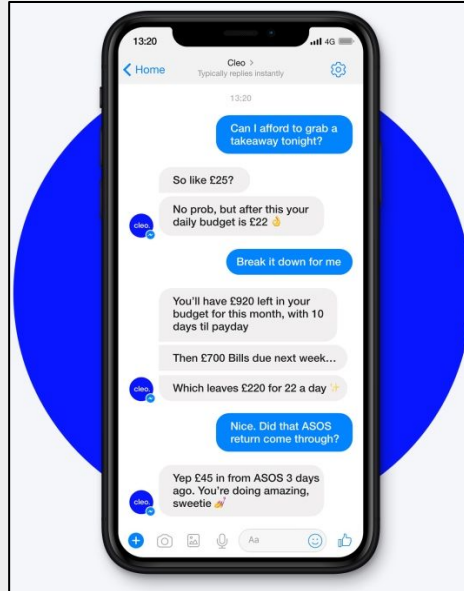 13:20
4G
Home
Cleo >
Typically replies instantly
13:20
Can I afford to grab a
takeaway tonight?
So like £25?
No prob, but after this your
daily budget is £22 👌
cleo.
Break it down for me
You'll have £920 left in your
budget for this month, with 10
days til payday
Then £700 Bills due next week...
Which leaves £220 for 22 a day ✨
cleo.
Nice. Did that ASOS
return come through?
Yep £45 in from ASOS 3 days
ago. You're doing amazing,
sweetie 💅
cleo.
Aa